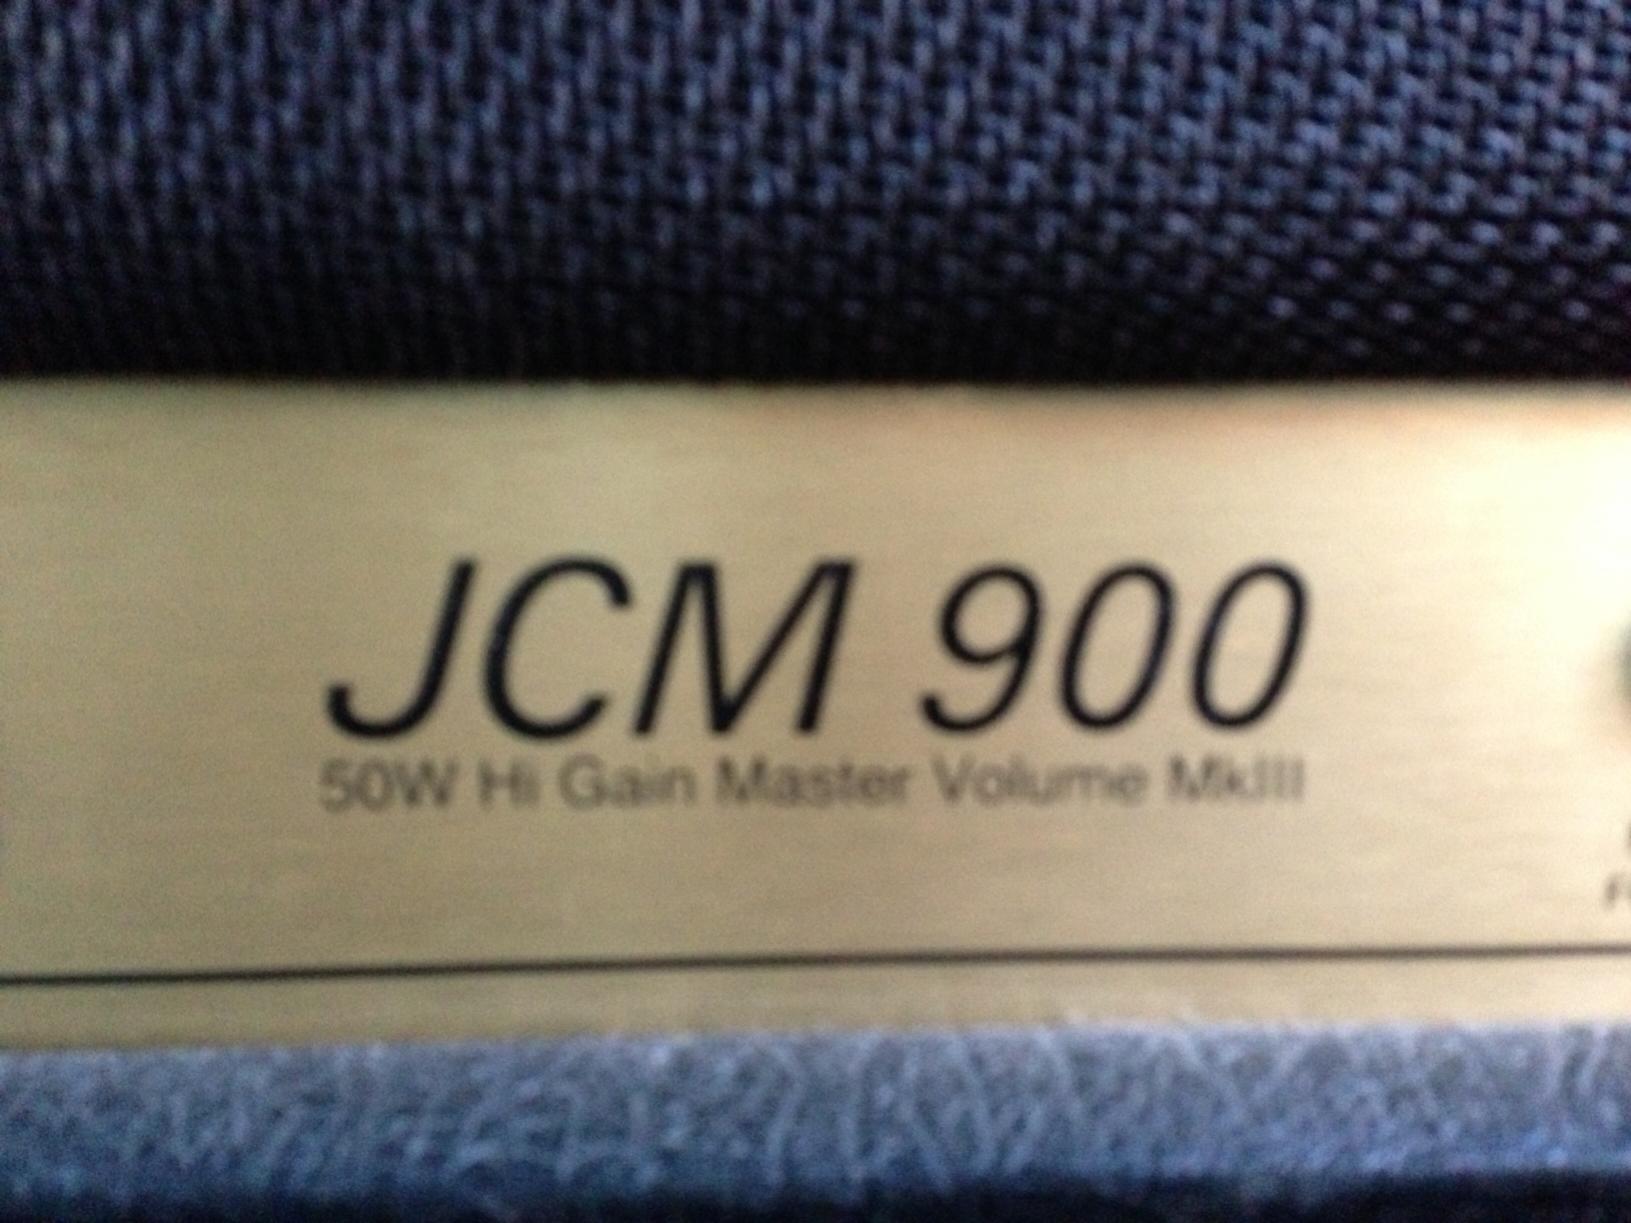 JCM 900
50W Hi Gain Master Volume MkIII